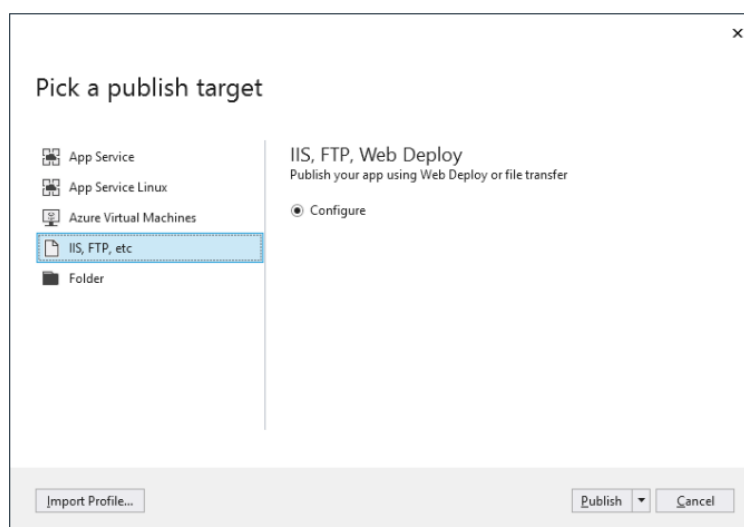 Pick a publish target
App Service
App Service Linux
Azure Virtual Machines
IIS, FTP, etc
Folder
IIS, FTP, Web Deploy
Publish your app using Web Deploy or file transfer
Configure
Import Profile...
Publish
Cancel